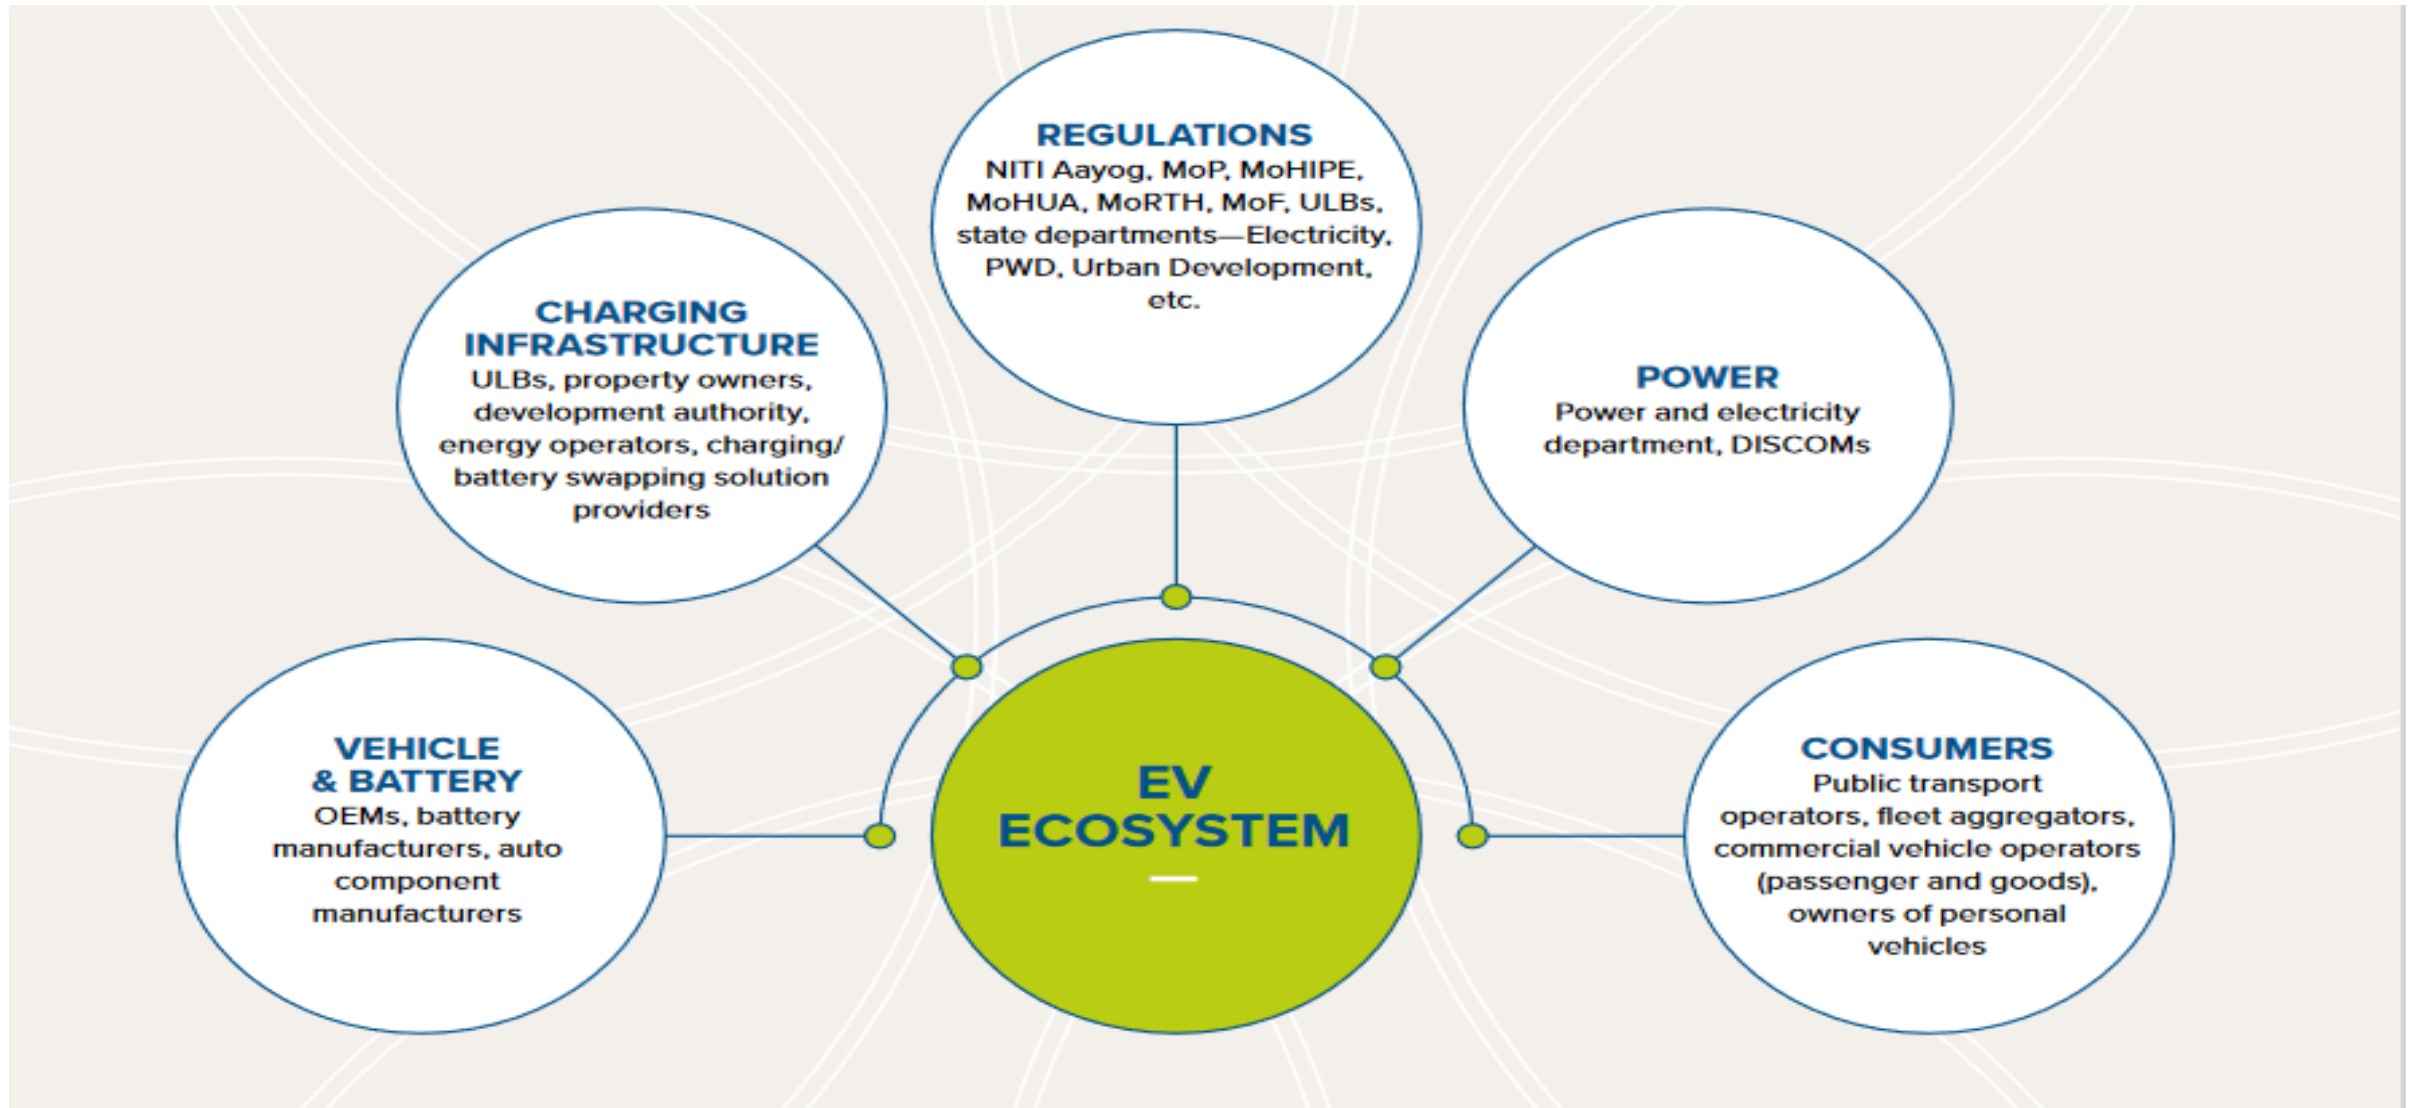 REGULATIONS
NITI Aayog, MoP, MoHIPE,
MoHUA, MoRTH, MoF, ULBs,
state departments—Electricity,
PWD, Urban Development,
etc.
CHARGING
INFRASTRUCTURE
ULBs, property owners,
development authority,
energy operators, charging/
battery swapping solution
providers
POWER
Power and electricity
department, DISCOMs
VEHICLE
& BATTERY
OEMs, battery
manufacturers, auto
component
manufacturers
EV
ECOSYSTEM
CONSUMERS
Public transport
operators, fleet aggregators,
commercial vehicle operators
(passenger and goods),
owners of personal
vehicles